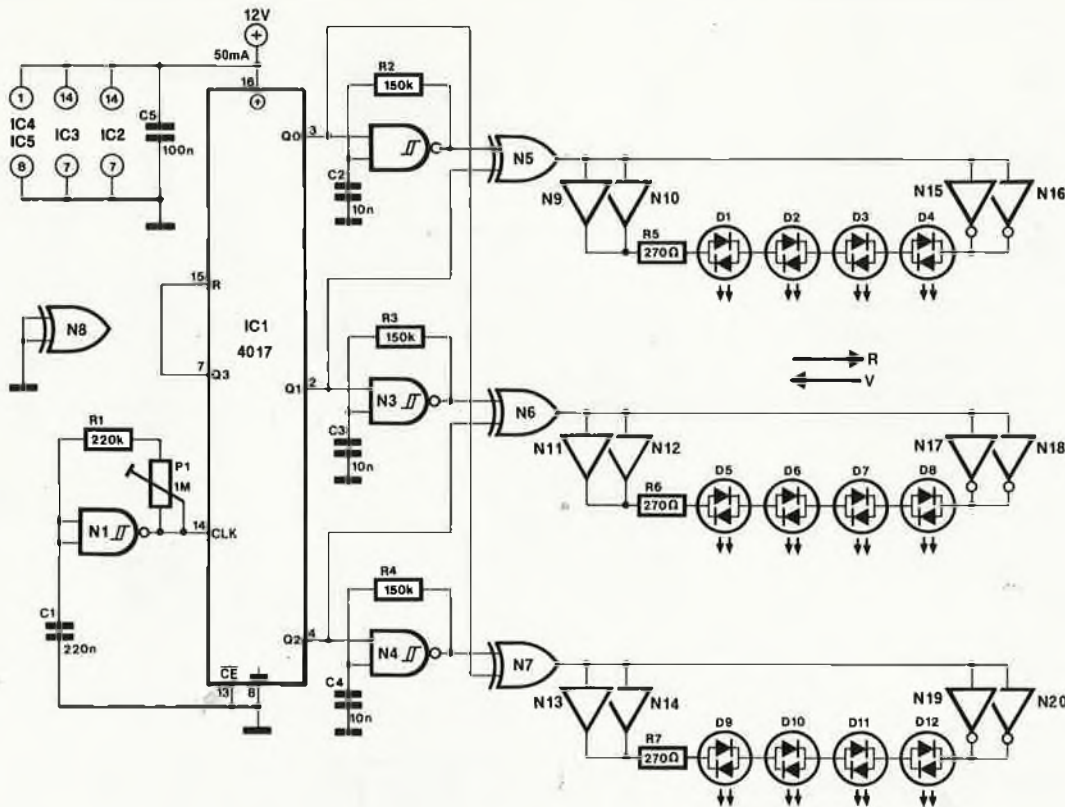 12V
50mA
16
1
14
14
IC4
IC5
IC3
IC2
8
7
7
C5
100n
Q0
3
R2
150k
C2
10n
N5
N9
N10
N15
N16
R5
270Ω
D1
D2
D3
D4
15
R
IC1
4017
7
Q3
N8
Q1
2
R3
150k
N3
C3
10n
N6
R
V
N11
N12
N17
N18
R6
270Ω
D5
D6
D7
D8
R1
220k
P1
1M
N1
14
CLK
C1
220n
Q2
4
R4
150k
N4
C4
10n
N7
CE
13
8
N13
N14
N19
N20
R7
270Ω
D9
D10
D11
D12